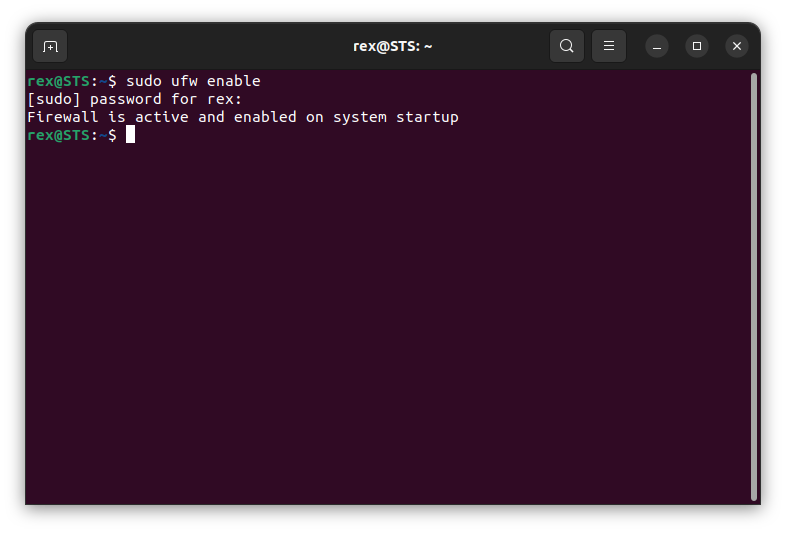 rex@STS: ~
rex@STS:~$ sudo ufw enable
[sudo] password for rex:
Firewall is active and enabled on system startup
rex@STS:~$